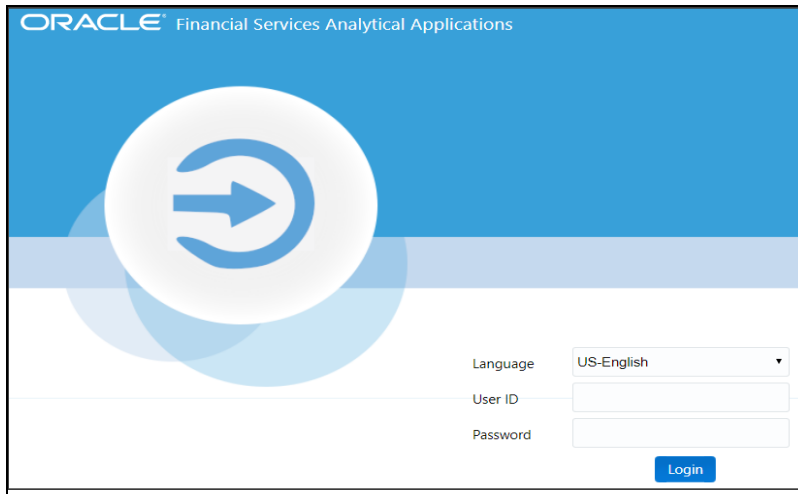 ORACLE® Financial Services Analytical Applications
Language US-English
User ID
Password
Login